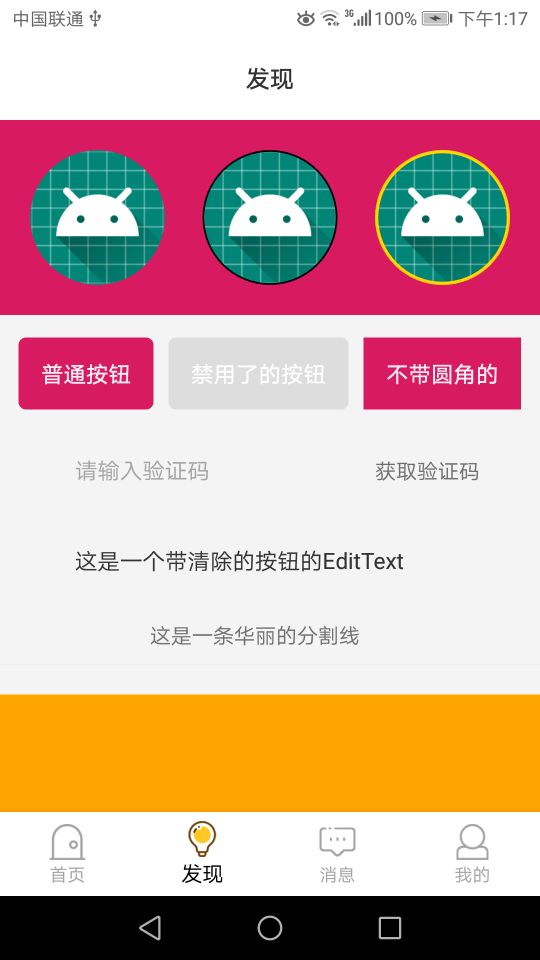 中国联通 3G 100% 下午1:17
发现
普通按钮 禁用了的按钮 不带圆角的
请输入验证码 获取验证码
这是一个带清除的按钮的EditText
这是一条华丽的分割线
首页 发现 消息 我的